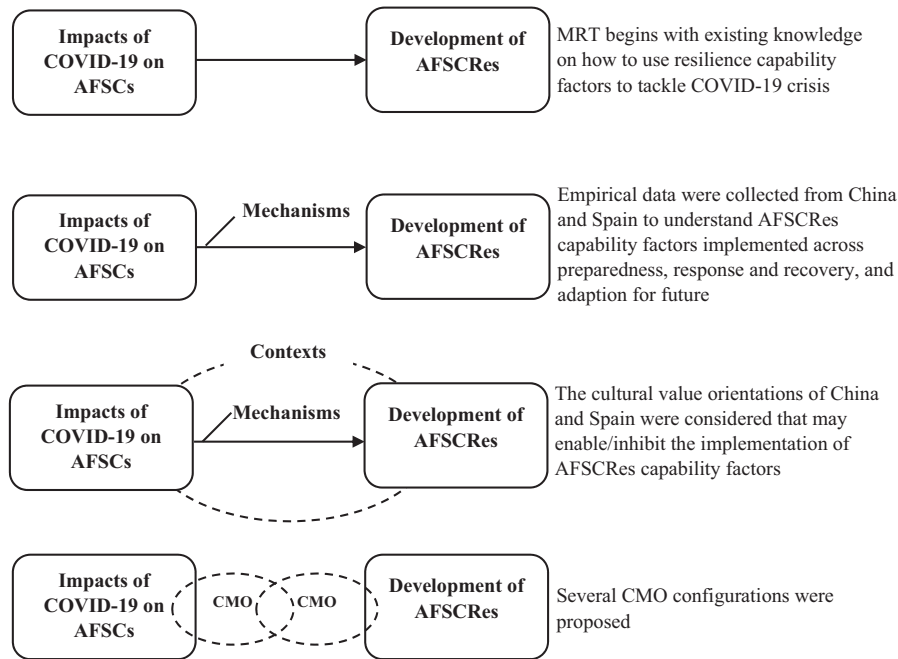 Impacts of
COVID-19 on
AFSCs
Development of
AFSCRes
MRT begins with existing knowledge
on how to use resilience capability
factors to tackle COVID-19 crisis
Impacts of
COVID-19 on
AFSCs
Mechanisms
Development of
AFSCRes
Empirical data were collected from China
and Spain to understand AFSCRes
capability factors implemented across
preparedness, response and recovery, and
adaption for future
Contexts
Impacts of
COVID-19 on
AFSCs
Mechanisms
Development of
AFSCRes
The cultural value orientations of China
and Spain were considered that may
enable/inhibit the implementation of
AFSCRes capability factors
Impacts of
COVID-19 on
AFSCs
CMO
CMO
Development of
AFSCRes
Several CMO configurations were
proposed